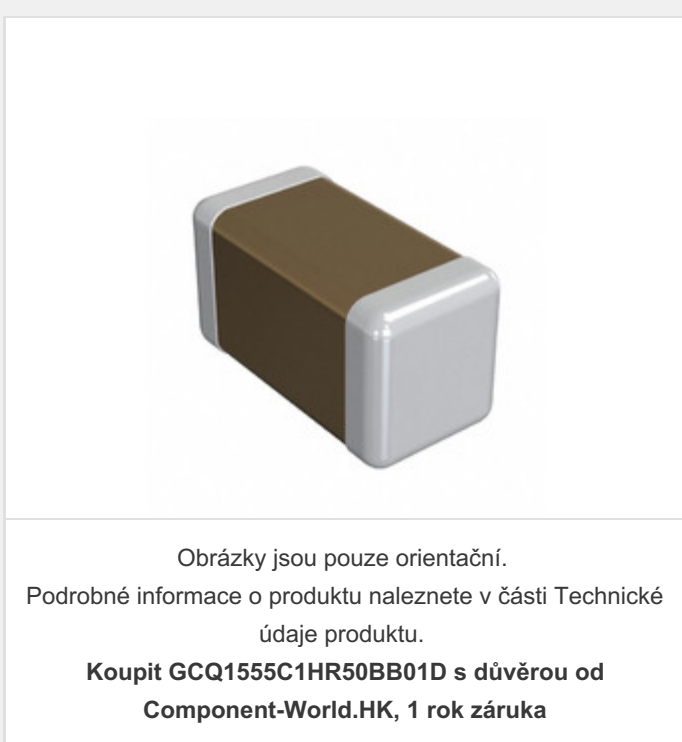 Obrázky jsou pouze orientační.
Podrobné informace o produktu naleznete v části Technické
údaje produktu.
Koupit GCQ1555C1HR50BB01D s důvěrou od
Component-World.HK, 1 rok záruka